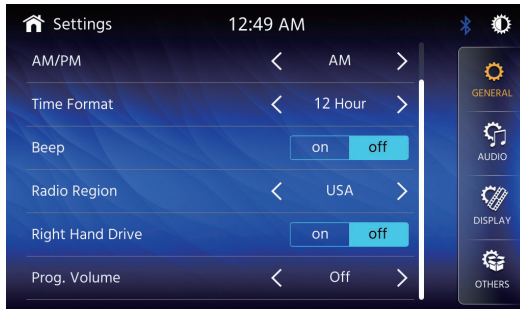 Settings 12:49 AM
AM/PM AM
Time Format 12 Hour
Beep on off
Radio Region USA
Right Hand Drive on off
Prog. Volume Off
GENERAL
AUDIO
DISPLAY
OTHERS